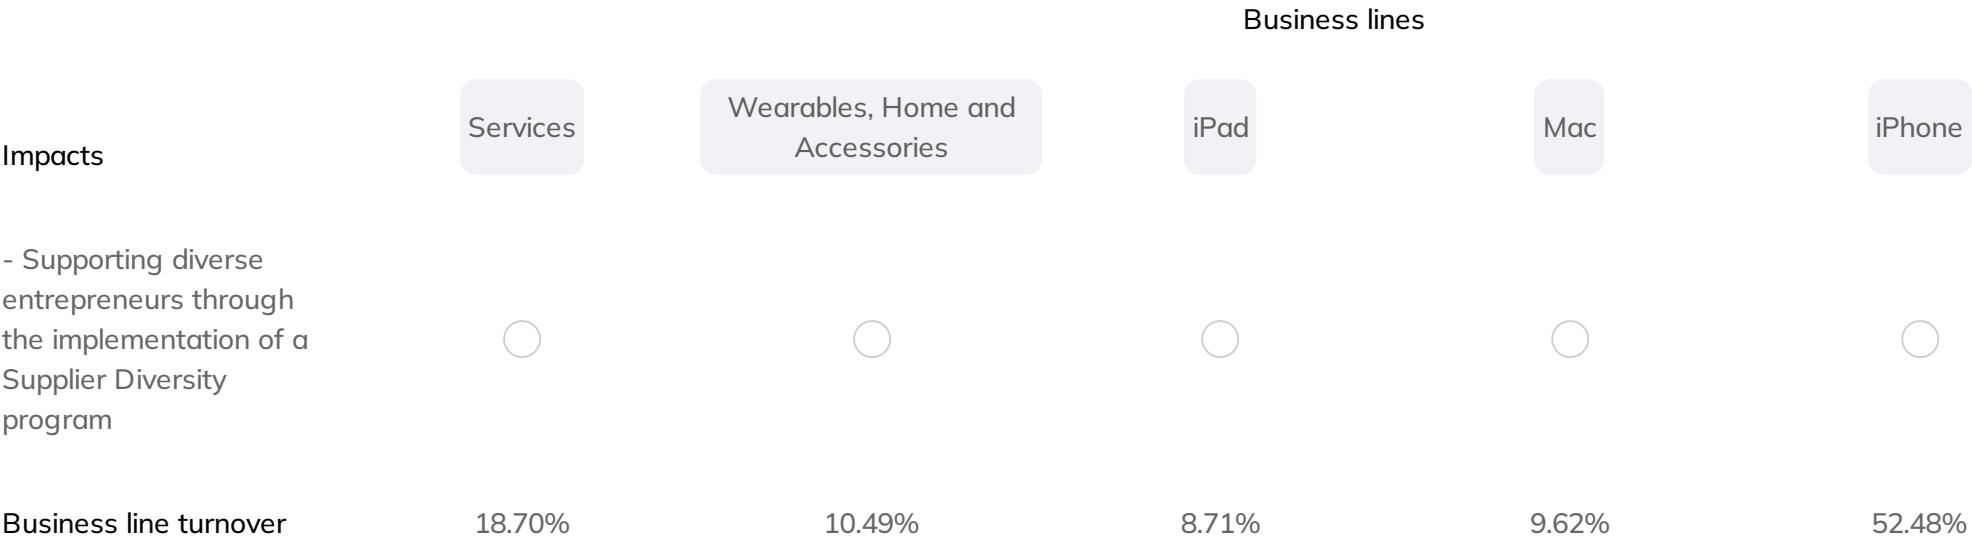 Business lines
Services
Wearables, Home and
Accessories
iPad
Mac
iPhone
Impacts
- Supporting diverse
entrepreneurs through
the implementation of a
Supplier Diversity
program
Business line turnover 18.70% 10.49% 8.71% 9.62% 52.48%